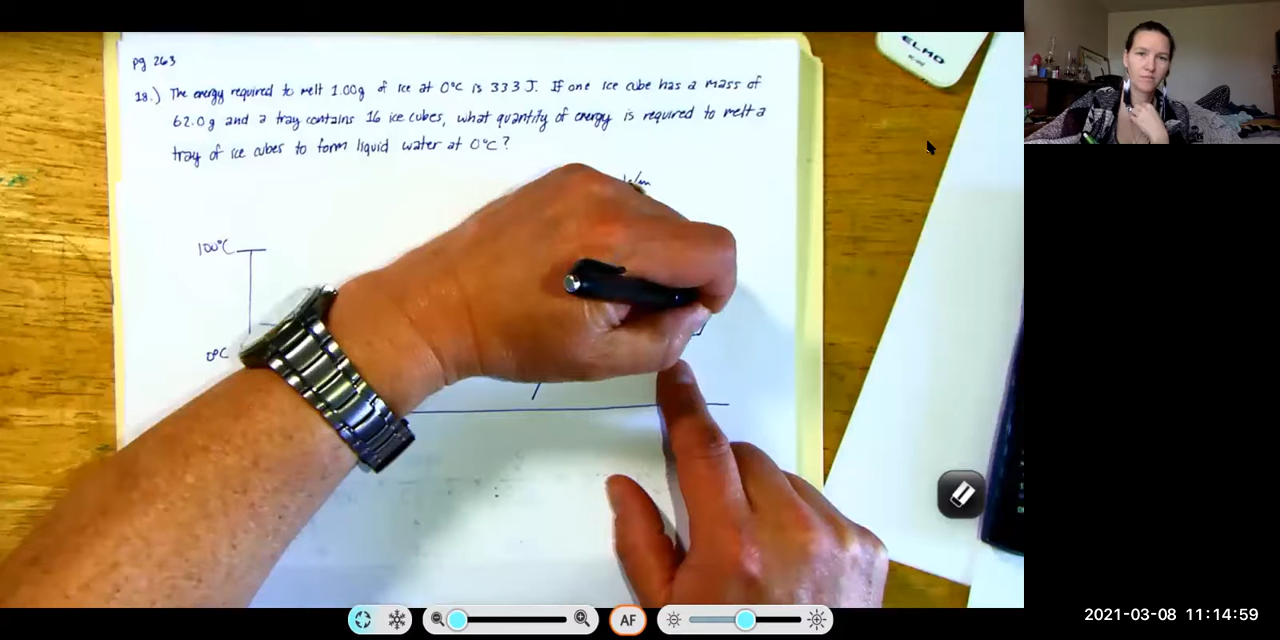 pg 263
18.) The energy required to melt 1.00g of ice at 0°C is 333 J. If one ice cube has a mass of
62.0g and a tray contains 16 ice cubes, what quantity of energy is required to melt a
tray of ice cubes to form liquid water at 0°C?
100°C
0°C
ELMO
AF
2021-03-08 11:14:59